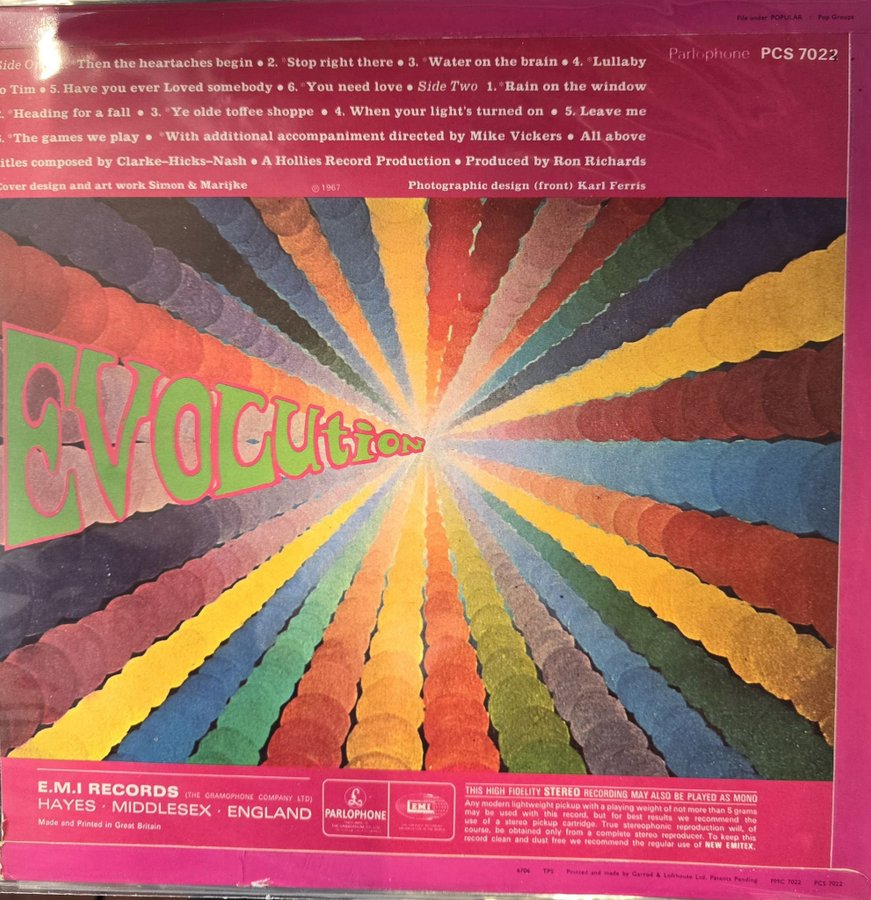 File under POPULAR : Pop Groups
Parlophone PCS 7022
Side One 1. *Then the heartaches begin • 2. *Stop right there • 3. *Water on the brain • 4. *Lullaby
o Tim • 5. Have you ever Loved somebody • 6. *You need love • Side Two 1. *Rain on the window
2. *Heading for a fall • 3. *Ye olde toffee shoppe • 4. When your light's turned on • 5. Leave me
6. *The games we play • *With additional accompaniment directed by Mike Vickers • All above
titles composed by Clarke–Hicks–Nash • A Hollies Record Production • Produced by Ron Richards
Cover design and art work Simon & Marijke ℗ 1967 Photographic design (front) Karl Ferris
EVOLution
E.M.I RECORDS (THE GRAMOPHONE COMPANY LTD)
HAYES · MIDDLESEX · ENGLAND
Made and Printed in Great Britain
£
PARLOPHONE
EMI
THIS HIGH FIDELITY STEREO RECORDING MAY ALSO BE PLAYED AS MONO
Any modern lightweight pickup with a playing weight of not more than 5 grams
may be used with this record, but for best results we recommend the
use of a stereo pickup cartridge. True stereophonic reproduction will, of
course, be obtained only from a complete stereo reproducer. To keep this
record clean and dust free we recommend the regular use of NEW EMITEX.
6706 TPS Printed and made by Garrod & Lofthouse Ltd. Patents Pending PMC 7022 PCS 7022